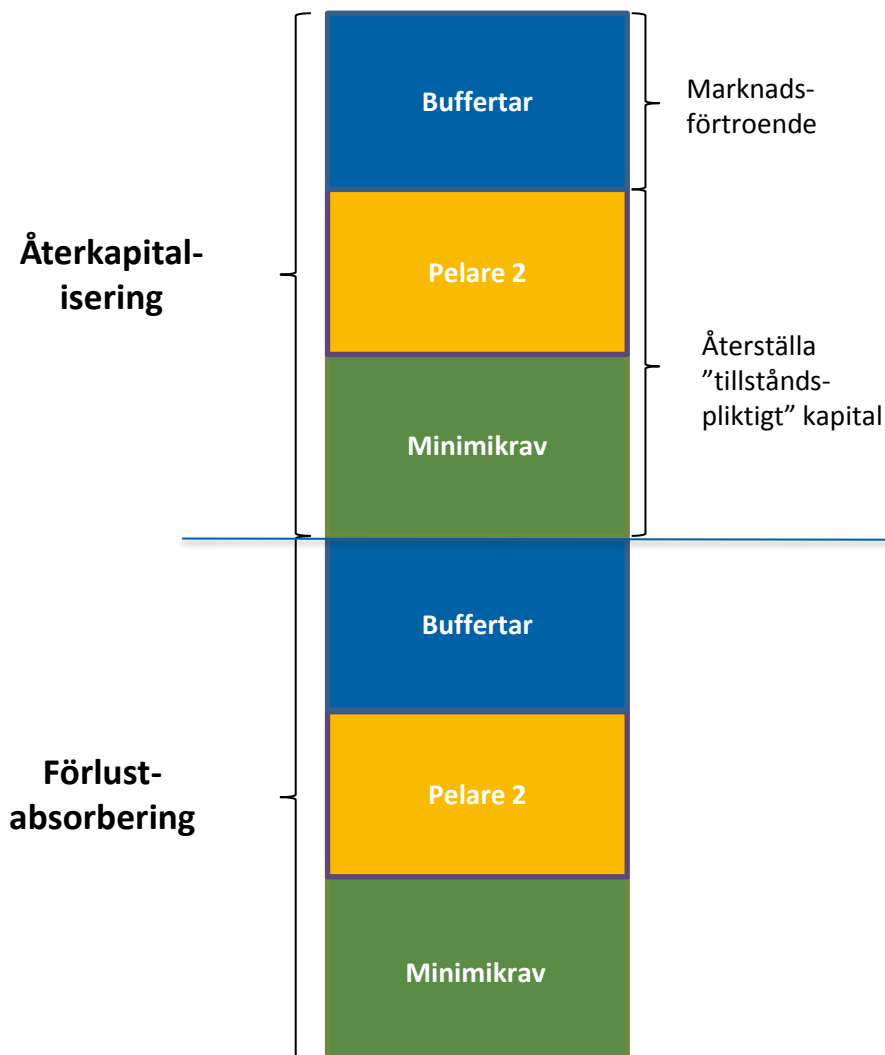 Buffertar
Marknads-
förtroende
Återkapital-
isering
Pelare 2
Återställa
”tillstånds-
pliktigt” kapital
Minimikrav
Buffertar
Förlust-
absorbering
Pelare 2
Minimikrav